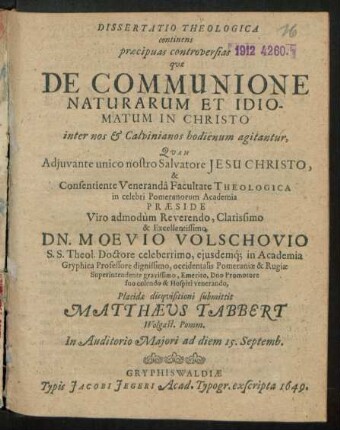 DISSERTATIO THEOLOGICA
continens
præcipuas controversias
1912 4260.
quæ
DE COMMUNIONE
NATURARUM ET IDIO-
MATUM IN CHRISTO
inter nos & Calvinianos hodienum agitantur,
QUAM
Adjuvante unico nostro Salvatore JESU CHRISTO,
&
Consentiente Venerandâ Facultate THEOLOGICA
in celebri Pomeranorum Academia
PRÆSIDE
Viro admodùm Reverendo, Clarissimo
& Excellentissimo,
DN. MOEVIO VOLSCHOVIO
S. S. Theol. Doctore celeberrimo, ejusdemq́; in Academia
Gryphica Professore dignissimo, occidentalis Pomeraniæ & Rugiæ
Superintendente gravissimo, Emerito, Dno Promotore
suo colendo & Hospiti venerando,
Placidæ disquisitioni submittit
MATTHÆUS TABBERT
Wolgast. Pomm.
In Auditorio Majori ad diem 15. Septemb.
GRYPHISWALDIÆ
Typis JACOBI JEGERI Acad. Typogr. exscripta 1649.